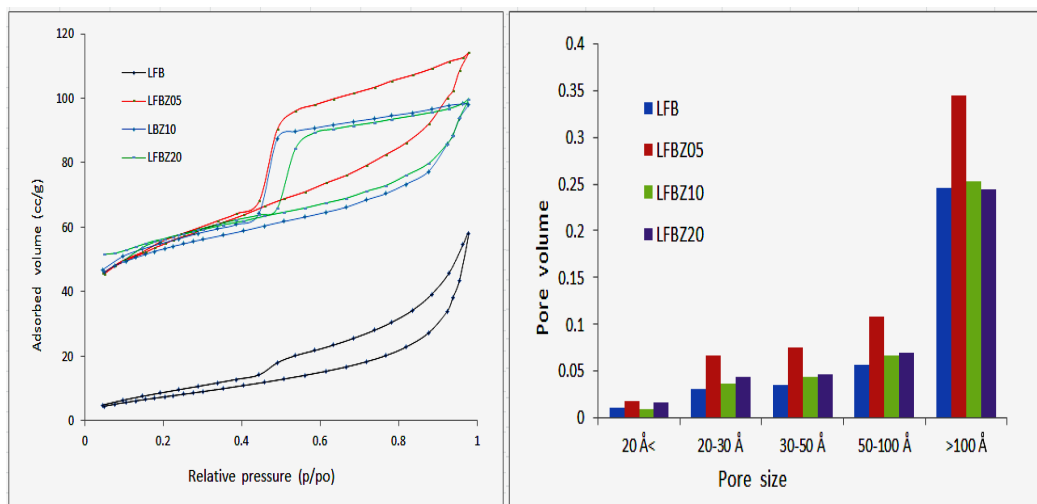 120
100
80
60
40
20
0
Adsorbed volume (cc/g)
LFB
LFBZ05
LBZ10
LFBZ20
0
0.2
0.4
0.6
0.8
1
Relative pressure (p/po)
0.4
0.35
0.3
0.25
0.2
0.15
0.1
0.05
0
Pore volume
LFB
LFBZ05
LFBZ10
LFBZ20
20 Å<
20-30 Å
30-50 Å
50-100 Å
>100 Å
Pore size